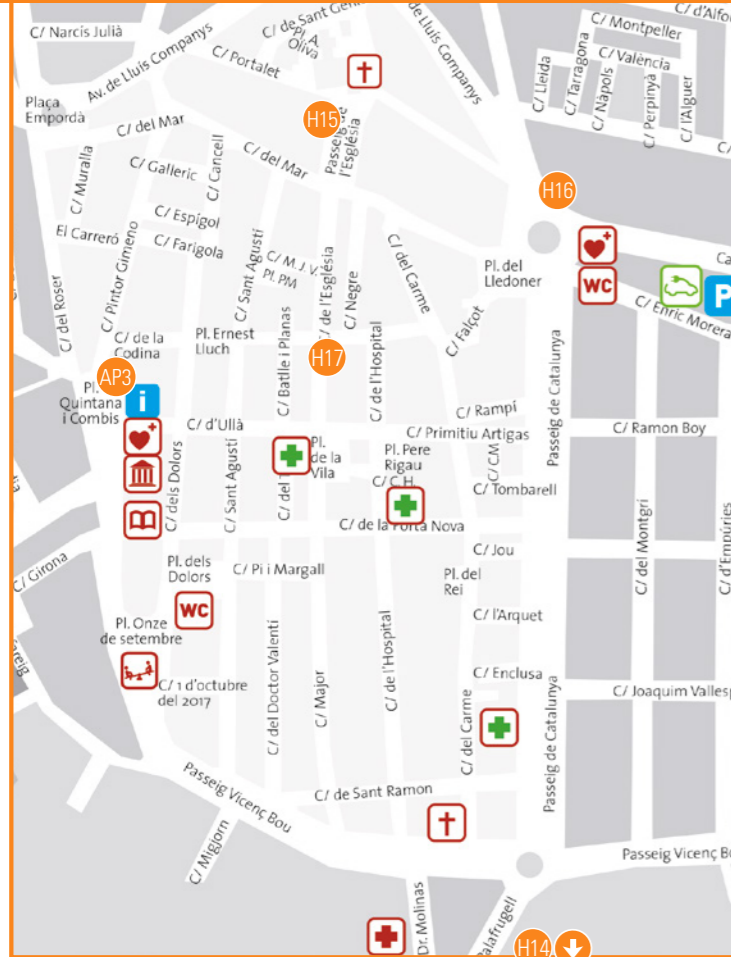 C/ Narcís Julià
Av. de Lluís Companys
C/ de Sant
Pl. A.
Oliva
C/ Portalet
de Lluís Companys
C/ Montpeller
C/ València
C/ Lleida
C/ Tarragona
C/ Nàpols
C/ Perpinyà
C/ l'Alguer
Plaça
Empordà
C/ del Mar
H15
Passeig de
l'Església
C/ Muralla
C/ Galleric
C/ Cancell
C/ del Mar
H16
C/ Espígol
El Carreró
C/ Farigola
C/ Pintor Gimeno
C/ del Roser
C/ Sant Agustí
C/ M.J.V.
Pl. PM
C/ de l'Església
C/ Negre
C/ del Carme
Pl. del
Lledoner
WC
P
C/ Enric Morera
C/ de la
Codina
Pl. Ernest
Lluch
C/ Batlle i Planas
H17
C/ de l'Hospital
C/ Falçot
Passeig de Catalunya
AP3
Pl.
Quintana
i Combis
i
C/ d'Ullà
C/ Rampí
C/ Primitiu Artigas
C/ Ramon Boy
Pl.
de la
Vila
Pl. Pere
Rigau
C/ C.H.
C/ C.M.
C/ Tombarell
C/ dels Dolors
C/ Sant Agustí
C/ del
C/ de la Porta Nova
C/ Girona
Pl. dels
Dolors
C/ Pi i Margall
C/ Jou
Pl. del
Rei
C/ del Montgrí
C/ d'Empúries
WC
Pl. Onze
de setembre
C/ l'Arquet
C/ 1 d'octubre
del 2017
C/ del Doctor Valentí
C/ Major
C/ de l'Hospital
C/ Enclusa
C/ del Carme
Passeig de Catalunya
C/ Joaquim
Passeig Vicenç Bou
C/ de Sant Ramon
C/ Migjorn
Passeig Vicenç
Dr. Molinas
H14